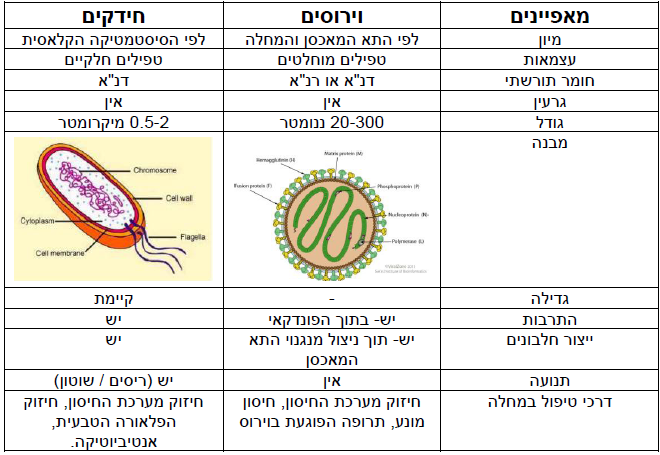 מאפיינים וירוסים חידקים
מיון לפי התא המאכסן והמחלה לפי הסיסטמטיקה הקלאסית
עצמאות טפילים מוחלטים טפילים חלקיים
חומר תורשתי דנ"א או רנ"א דנ"א
גרעין אין אין
גודל 20-300 ננומטר 0.5-2 מיקרומטר
מבנה
Matrix protein (M)
Hemagglutinin (H)
Fusion protein (F)
Phosphoprotein (P)
Nucleoprotein (N)
Polymerase (L)
Chromosome
Cell wall
Cytoplasm
Flagella
Cell membrane
גדילה - קיימת
התרבות יש- בתוך הפונדקאי יש
ייצור חלבונים יש- תוך ניצול מנגנוני התא יש
המאכסן
תנועה אין יש (ריסים / שוטון)
דרכי טיפול במחלה חיזוק מערכת החיסון, חיסון חיזוק מערכת החיסון, חיזוק
מונע, תרופה הפוגעת בוירוס הפלאורה הטבעית,
אנטיביוטיקה.